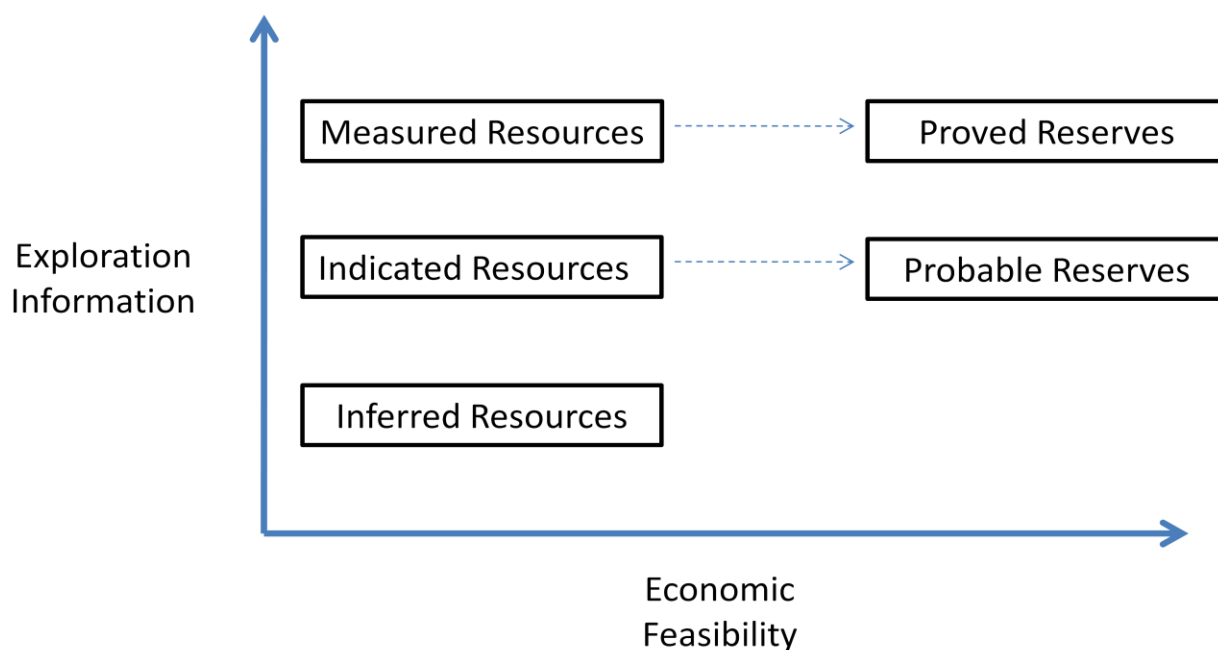 Measured Resources
Proved Reserves
Exploration
Information
Indicated Resources
Probable Reserves
Inferred Resources
Economic
Feasibility